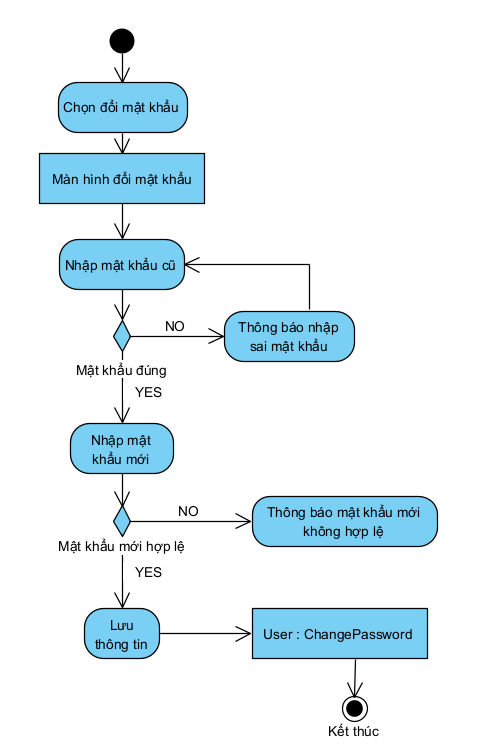 Chọn đổi mật khẩu
Màn hình đổi mật khẩu
Nhập mật khẩu cũ
NO
Thông báo nhập
sai mật khẩu
Mật khẩu đúng
YES
Nhập mật
khẩu mới
NO
Thông báo mật khẩu mới
không hợp lệ
Mật khẩu mới hợp lệ
YES
Lưu
thông tin
User : ChangePassword
Kết thúc